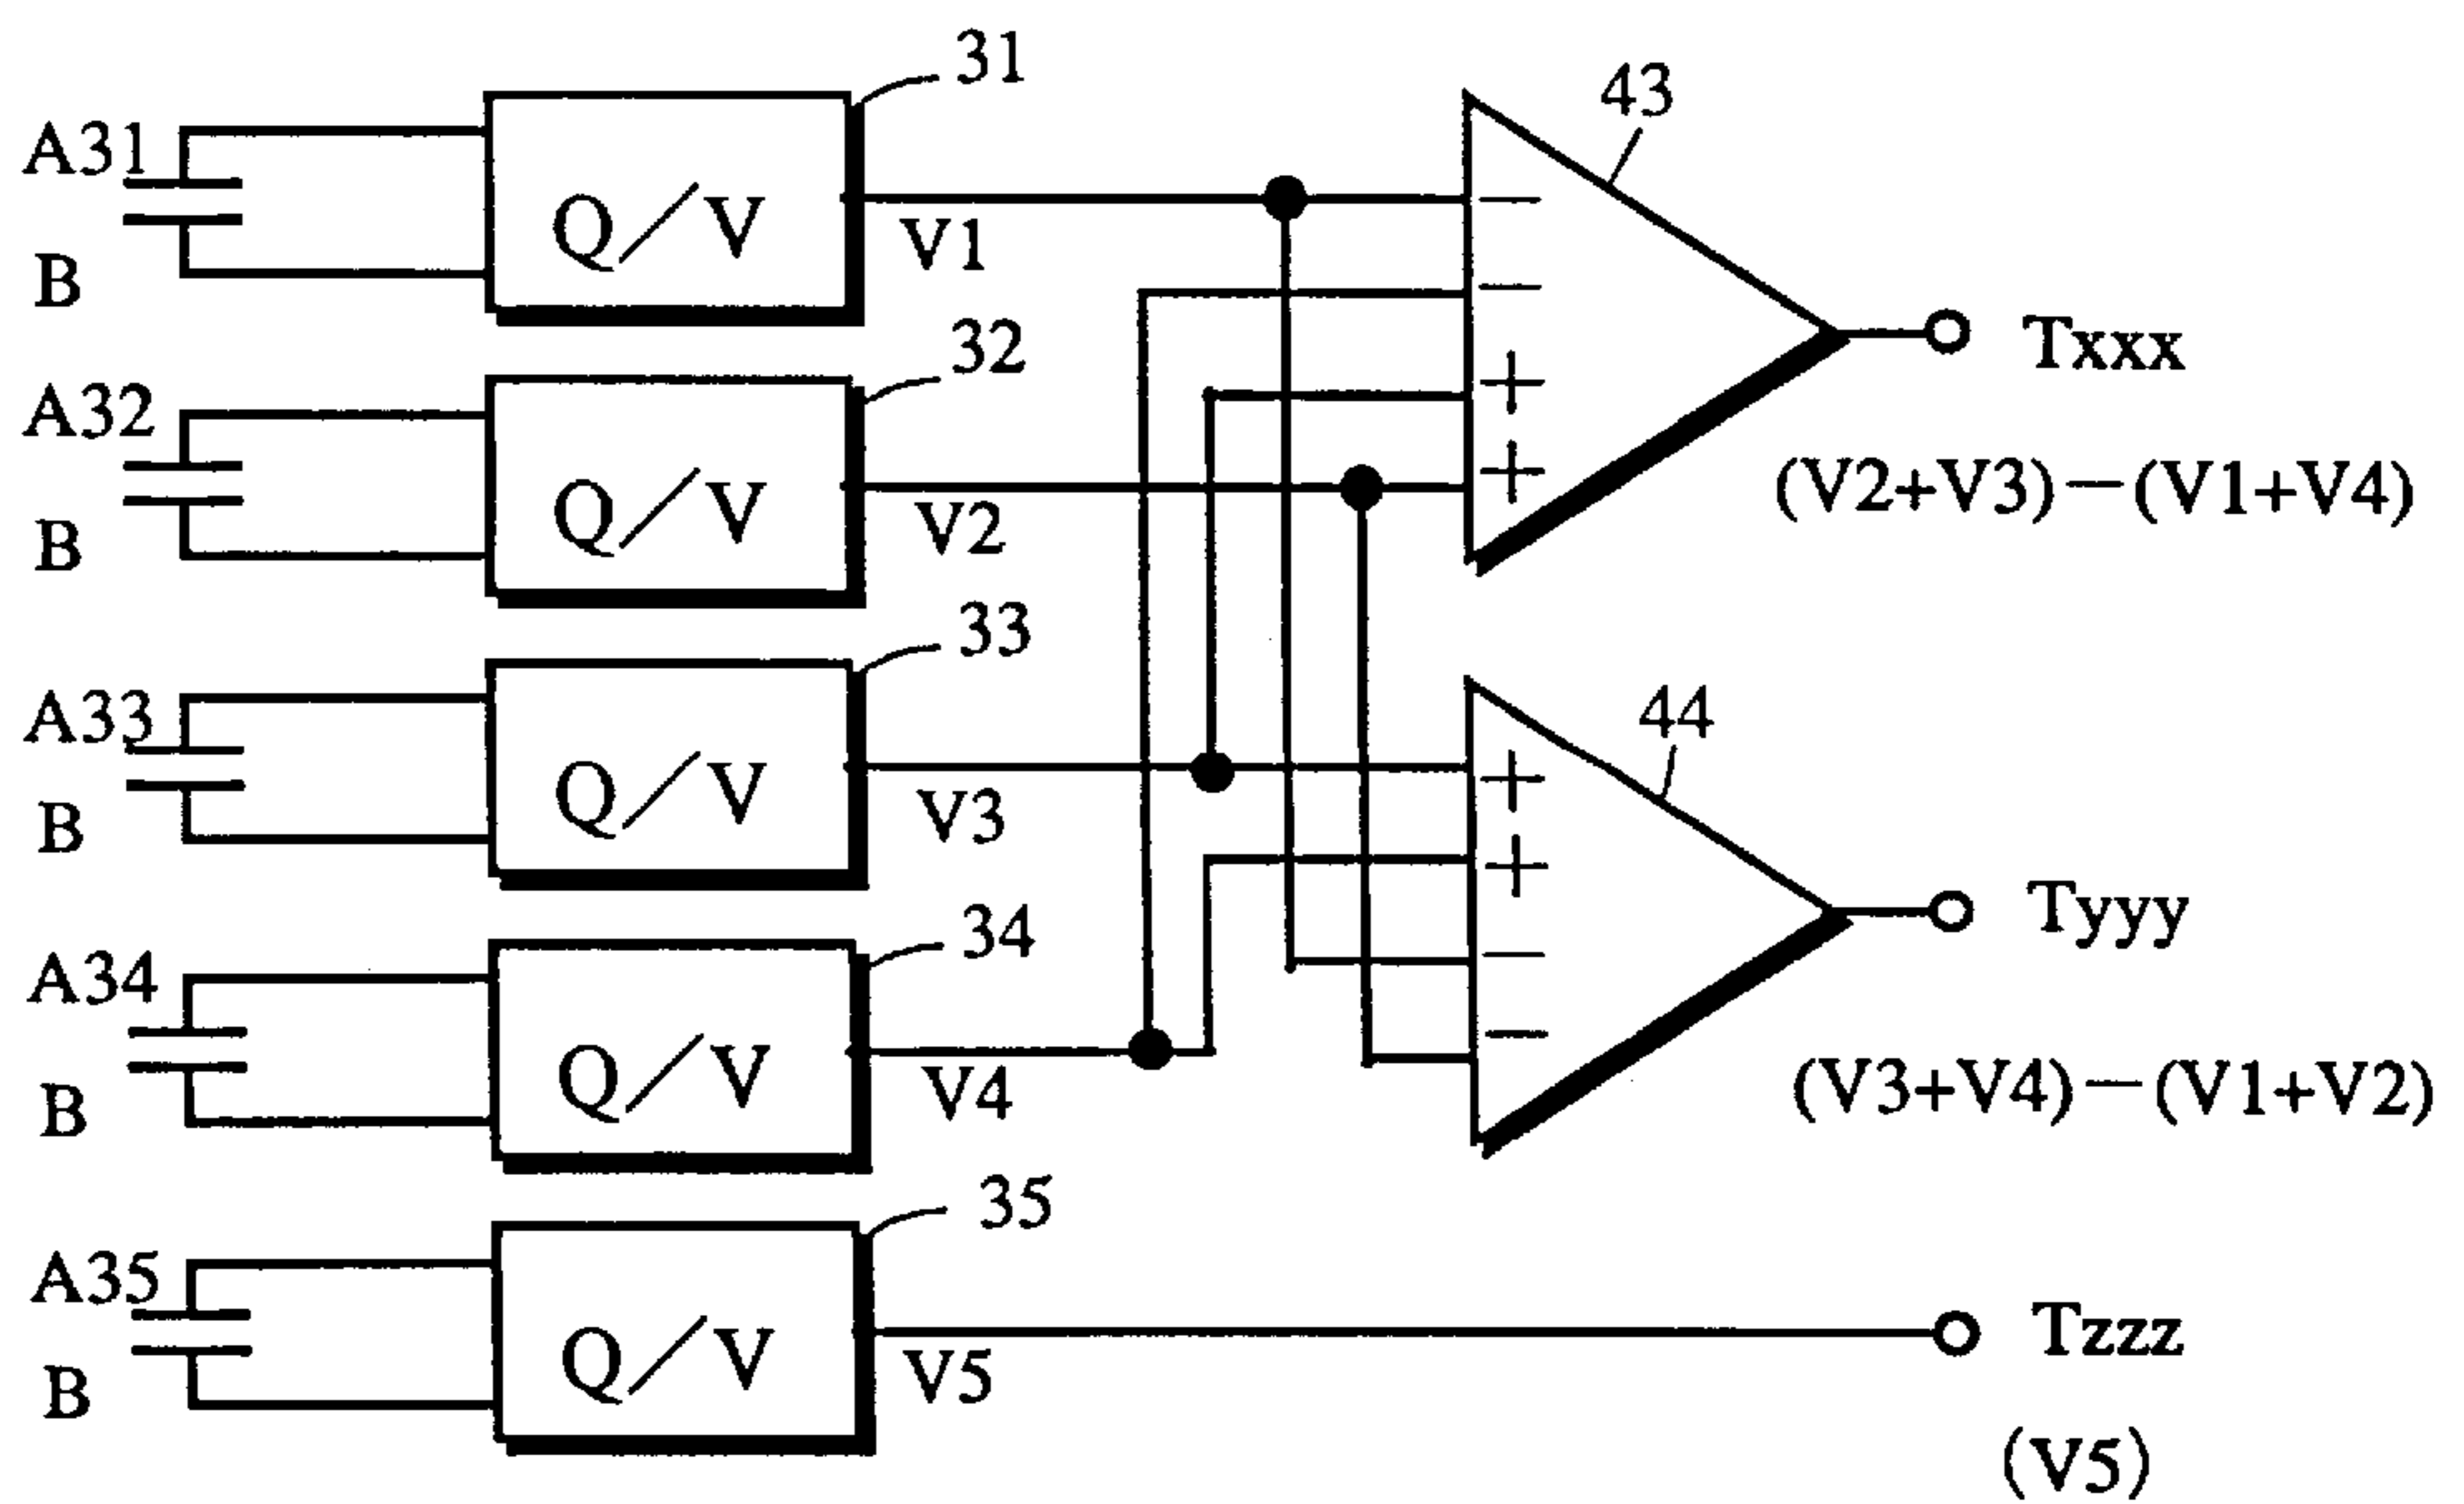 31
43
A31
Q/V
V1
B
−
−
+
+
Txxx
(V2+V3)−(V1+V4)
32
A32
Q/V
V2
B
33
A33
Q/V
V3
B
44
+
+
−
−
Tyyy
(V3+V4)−(V1+V2)
34
A34
Q/V
V4
B
35
A35
Q/V
V5
B
Tzzz
(V5)